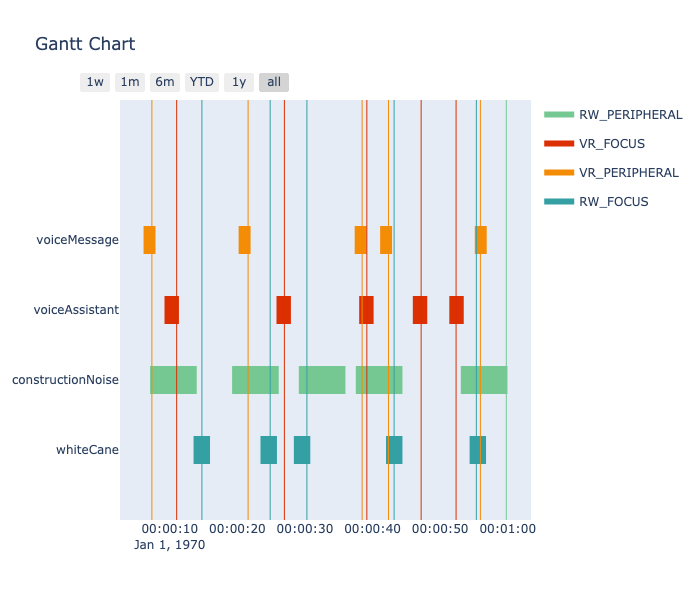 Gantt Chart
1w 1m 6m YTD 1y all
RW_PERIPHERAL
VR_FOCUS
VR_PERIPHERAL
RW_FOCUS
voiceMessage
voiceAssistant
constructionNoise
whiteCane
00:00:10 00:00:20 00:00:30 00:00:40 00:00:50 00:01:00
Jan 1, 1970